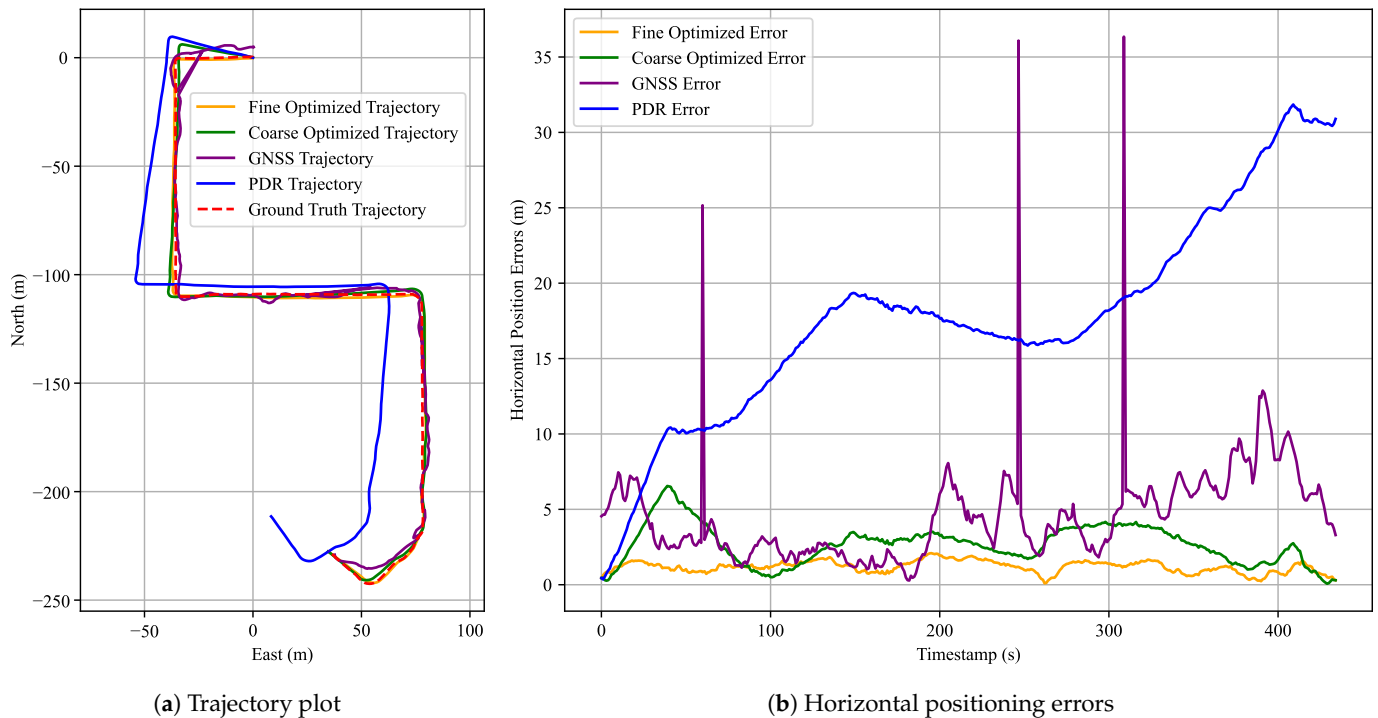 0
−50
−100
−150
−200
−250
−50
0
50
100
North (m)
East (m)
Fine Optimized Trajectory
Coarse Optimized Trajectory
GNSS Trajectory
PDR Trajectory
Ground Truth Trajectory
(a) Trajectory plot
Fine Optimized Error
Coarse Optimized Error
GNSS Error
PDR Error
35
30
25
20
15
10
5
0
0
100
200
300
400
Horizontal Position Errors (m)
Timestamp (s)
(b) Horizontal positioning errors